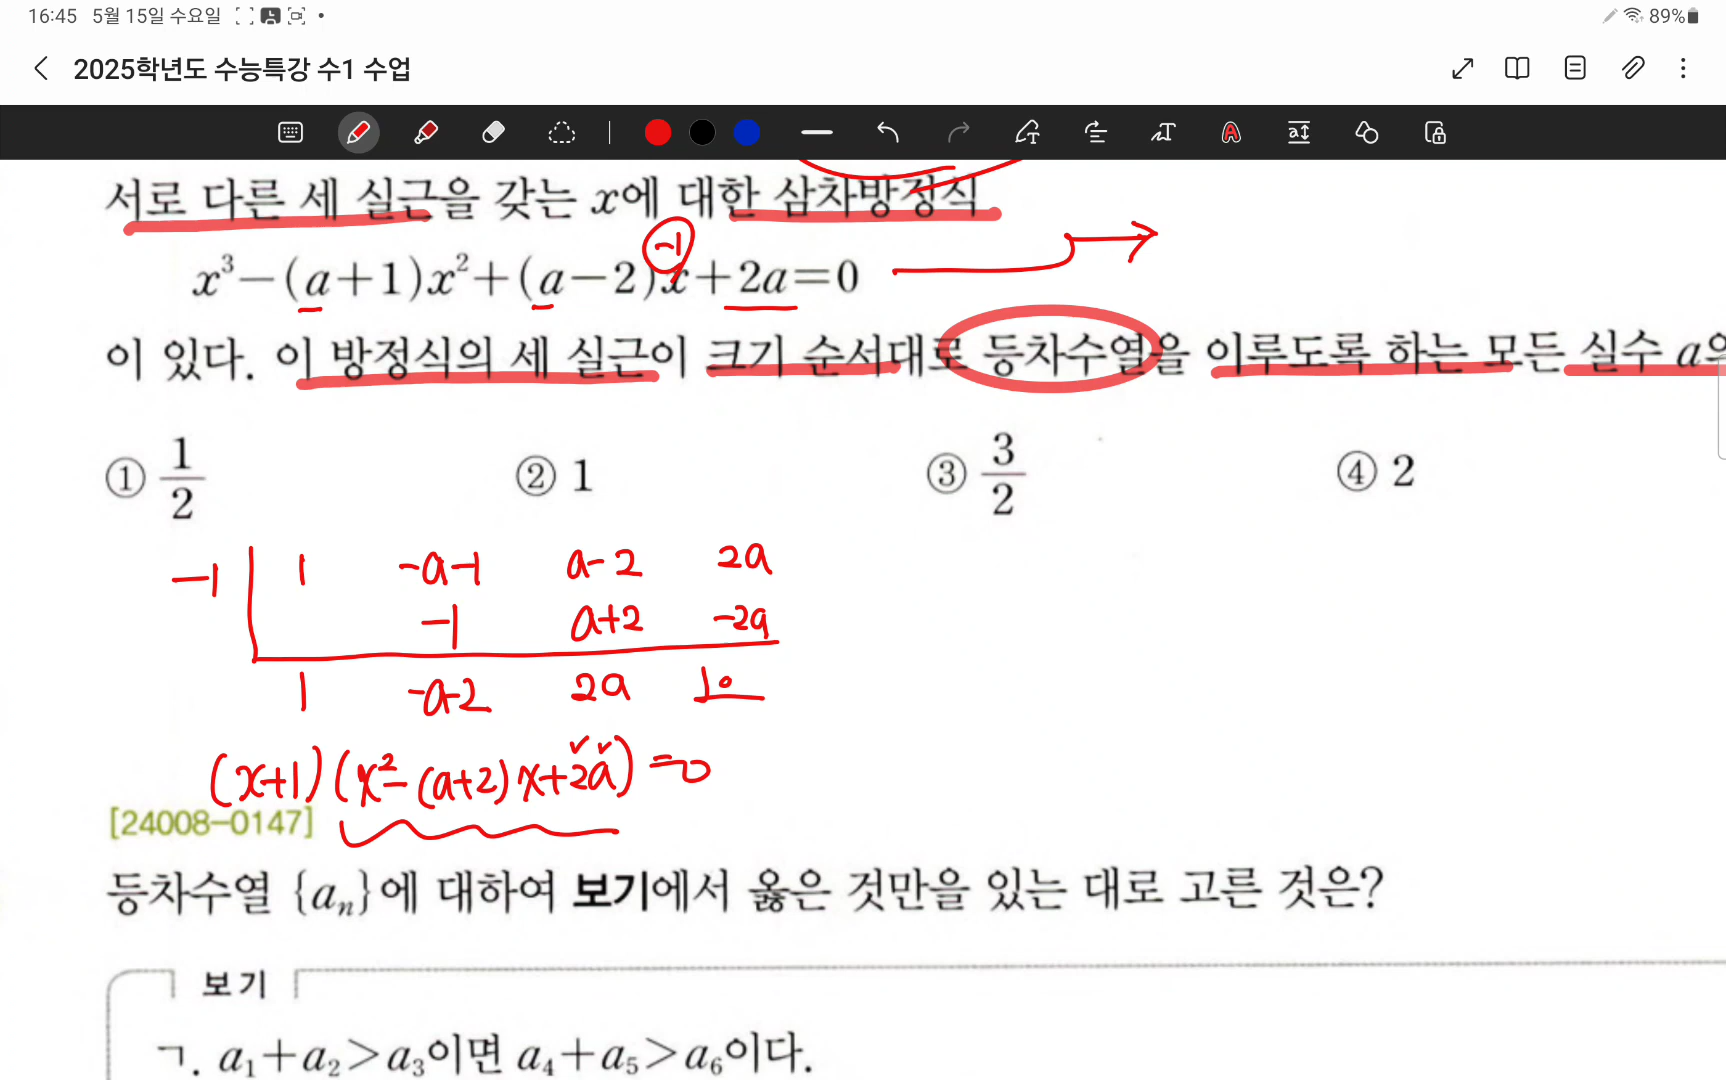 16:45 5월 15일 수요일
89%
2025학년도 수능특강 수1 수업
서로 다른 세 실근을 갖는 x에 대한 삼차방정식
-1
x³-(a+1)x²+(a-2)x+2a=0
이 있다. 이 방정식의 세 실근이 크기 순서대로 등차수열을 이루도록 하는 모든 실수 a의
① 1/2 ② 1 ③ 3/2 ④ 2
-1 1 -a-1 a-2 2a
-1 a+2 -2a
1 -a-2 2a 0
(x+1)(x²-(a+2)x+2a)=0
[24008-0147]
등차수열 {aₙ}에 대하여 보기에서 옳은 것만을 있는 대로 고른 것은?
보기
ㄱ. a₁+a₂>a₃이면 a₄+a₅>a₆이다.